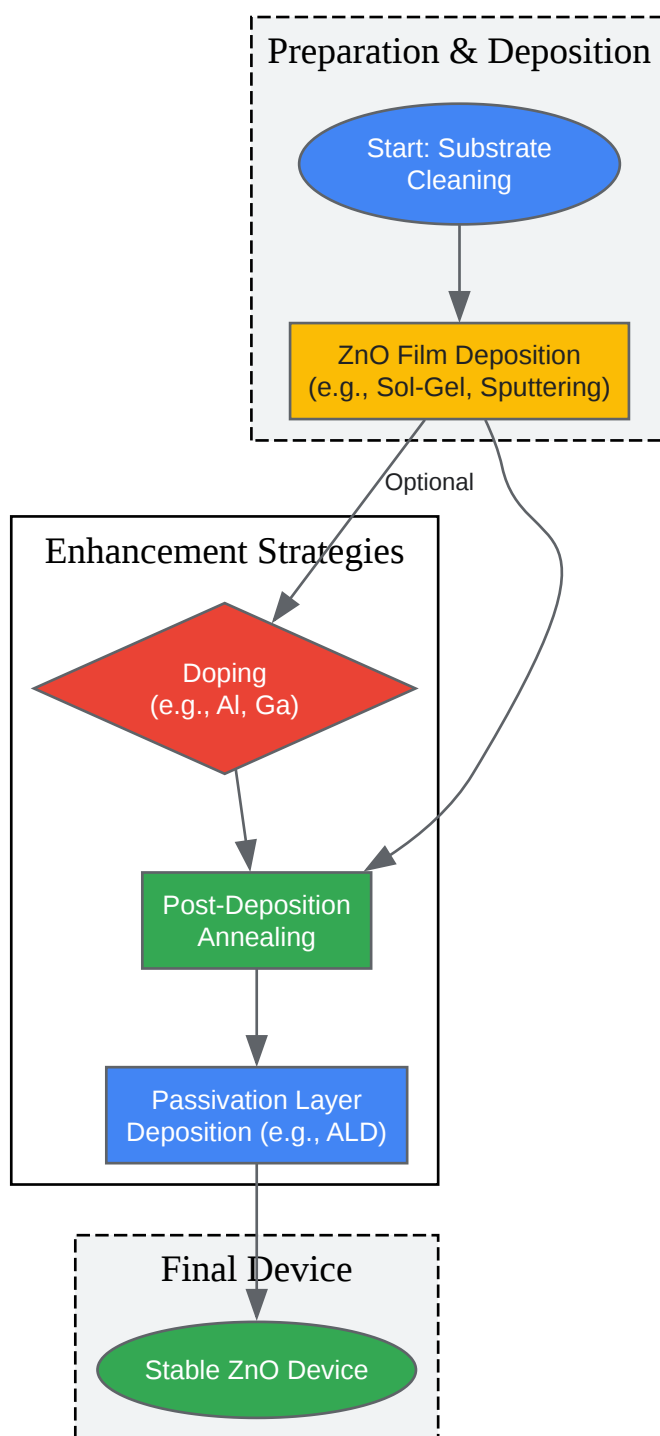 Preparation & Deposition
Start: Substrate
Cleaning
ZnO Film Deposition
(e.g., Sol-Gel, Sputtering)
Optional
Enhancement Strategies
Doping
(e.g., Al, Ga)
Post-Deposition
Annealing
Passivation Layer
Deposition (e.g., ALD)
Final Device
Stable ZnO Device